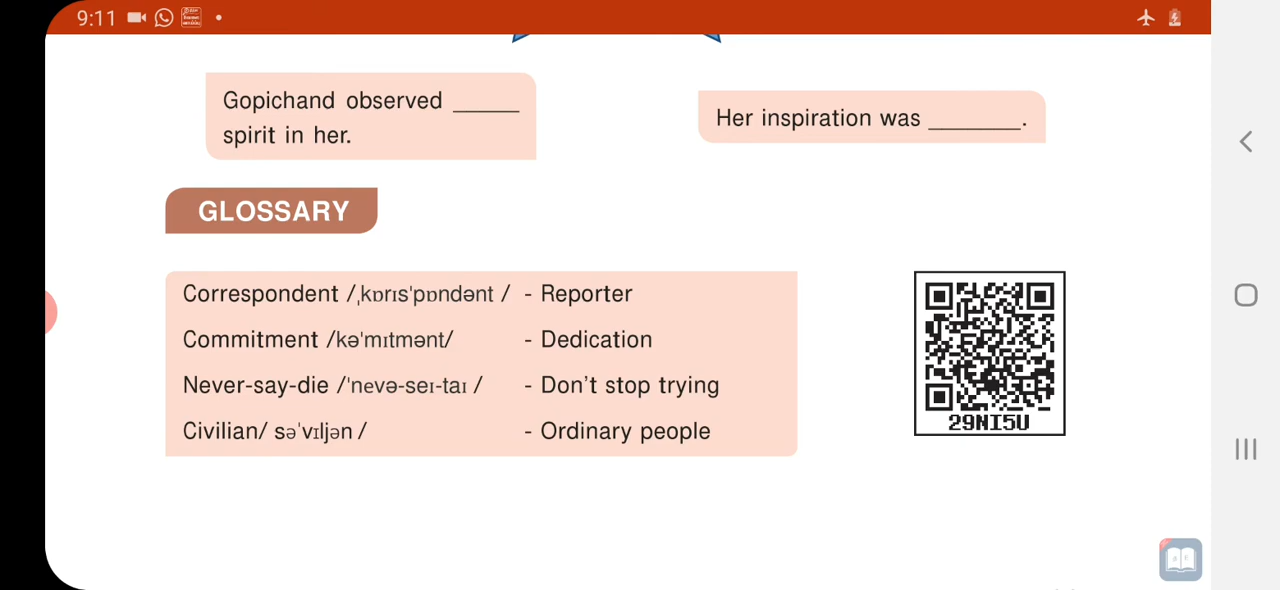 9:11
Gopichand observed _____
spirit in her.
Her inspiration was _______.
GLOSSARY
Correspondent /ˌkɒrɪsˈpɒndənt / - Reporter
Commitment /kəˈmɪtmənt/ - Dedication
Never-say-die /ˈnevə-seɪ-taɪ / - Don’t stop trying
Civilian/ səˈvɪljən / - Ordinary people
29NI5U